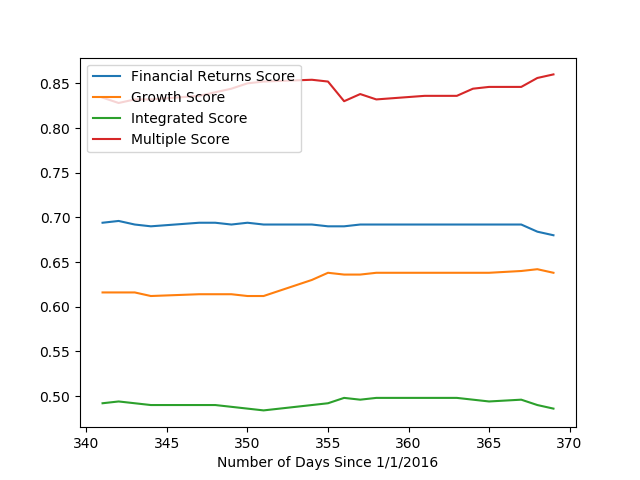 Financial Returns Score
Growth Score
Integrated Score
Multiple Score
0.85
0.80
0.75
0.70
0.65
0.60
0.55
0.50
340 345 350 355 360 365 370
Number of Days Since 1/1/2016